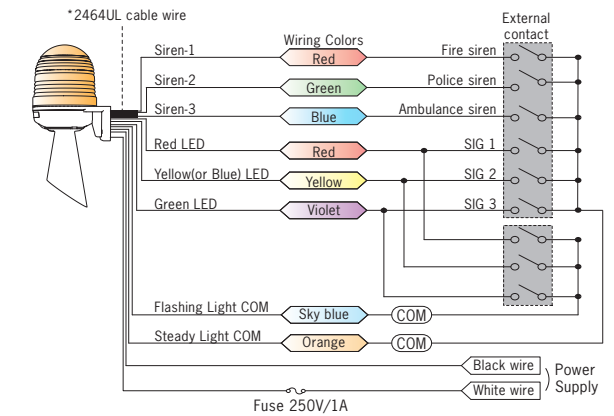 *2464UL cable wire
External
contact
Wiring Colors
Siren-1
Red
Fire siren
Siren-2
Green
Police siren
Siren-3
Blue
Ambulance siren
Red LED
Red
SIG 1
Yellow(or Blue) LED
Yellow
SIG 2
Green LED
Violet
SIG 3
Flashing Light COM
Sky blue
COM
Steady Light COM
Orange
COM
Black wire
Power
Supply
White wire
Fuse 250V/1A